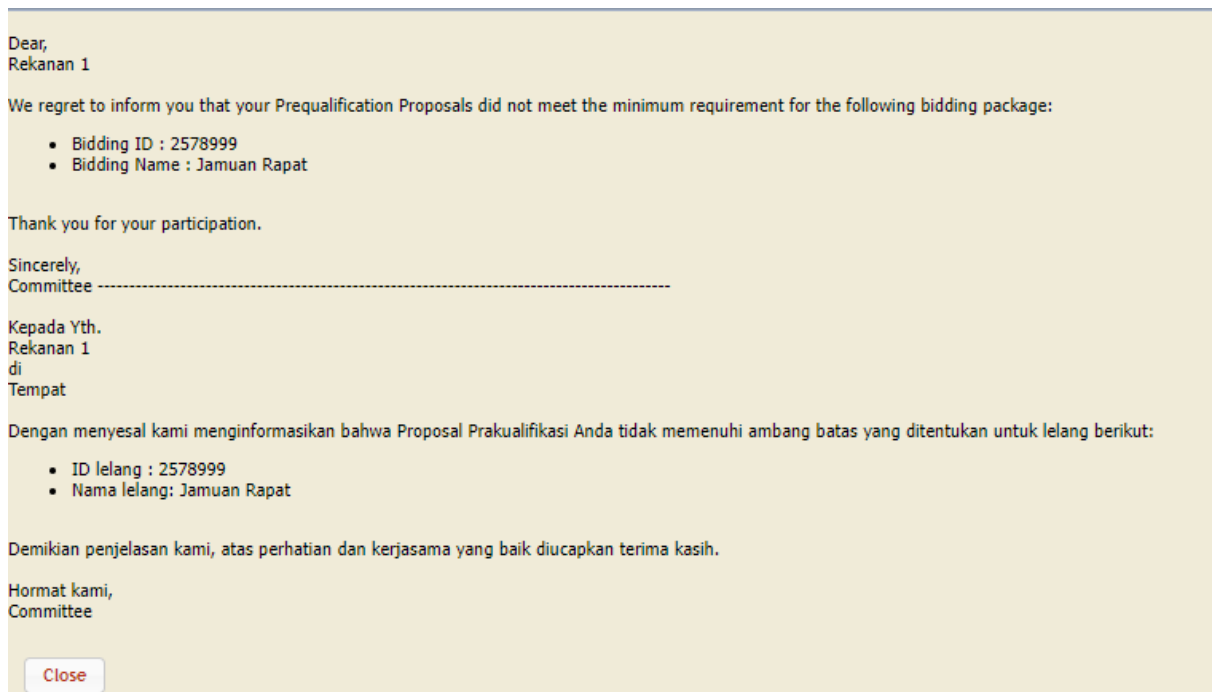 Dear,
Rekanan 1
We regret to inform you that your Prequalification Proposals did not meet the minimum requirement for the following bidding package:
• Bidding ID : 2578999
• Bidding Name : Jamuan Rapat
Thank you for your participation.
Sincerely,
Committee -------------------------------------------------------------------------------------------
Kepada Yth.
Rekanan 1
di
Tempat
Dengan menyesal kami menginformasikan bahwa Proposal Prakualifikasi Anda tidak memenuhi ambang batas yang ditentukan untuk lelang berikut:
• ID lelang : 2578999
• Nama lelang: Jamuan Rapat
Demikian penjelasan kami, atas perhatian dan kerjasama yang baik diucapkan terima kasih.
Hormat kami,
Committee
Close